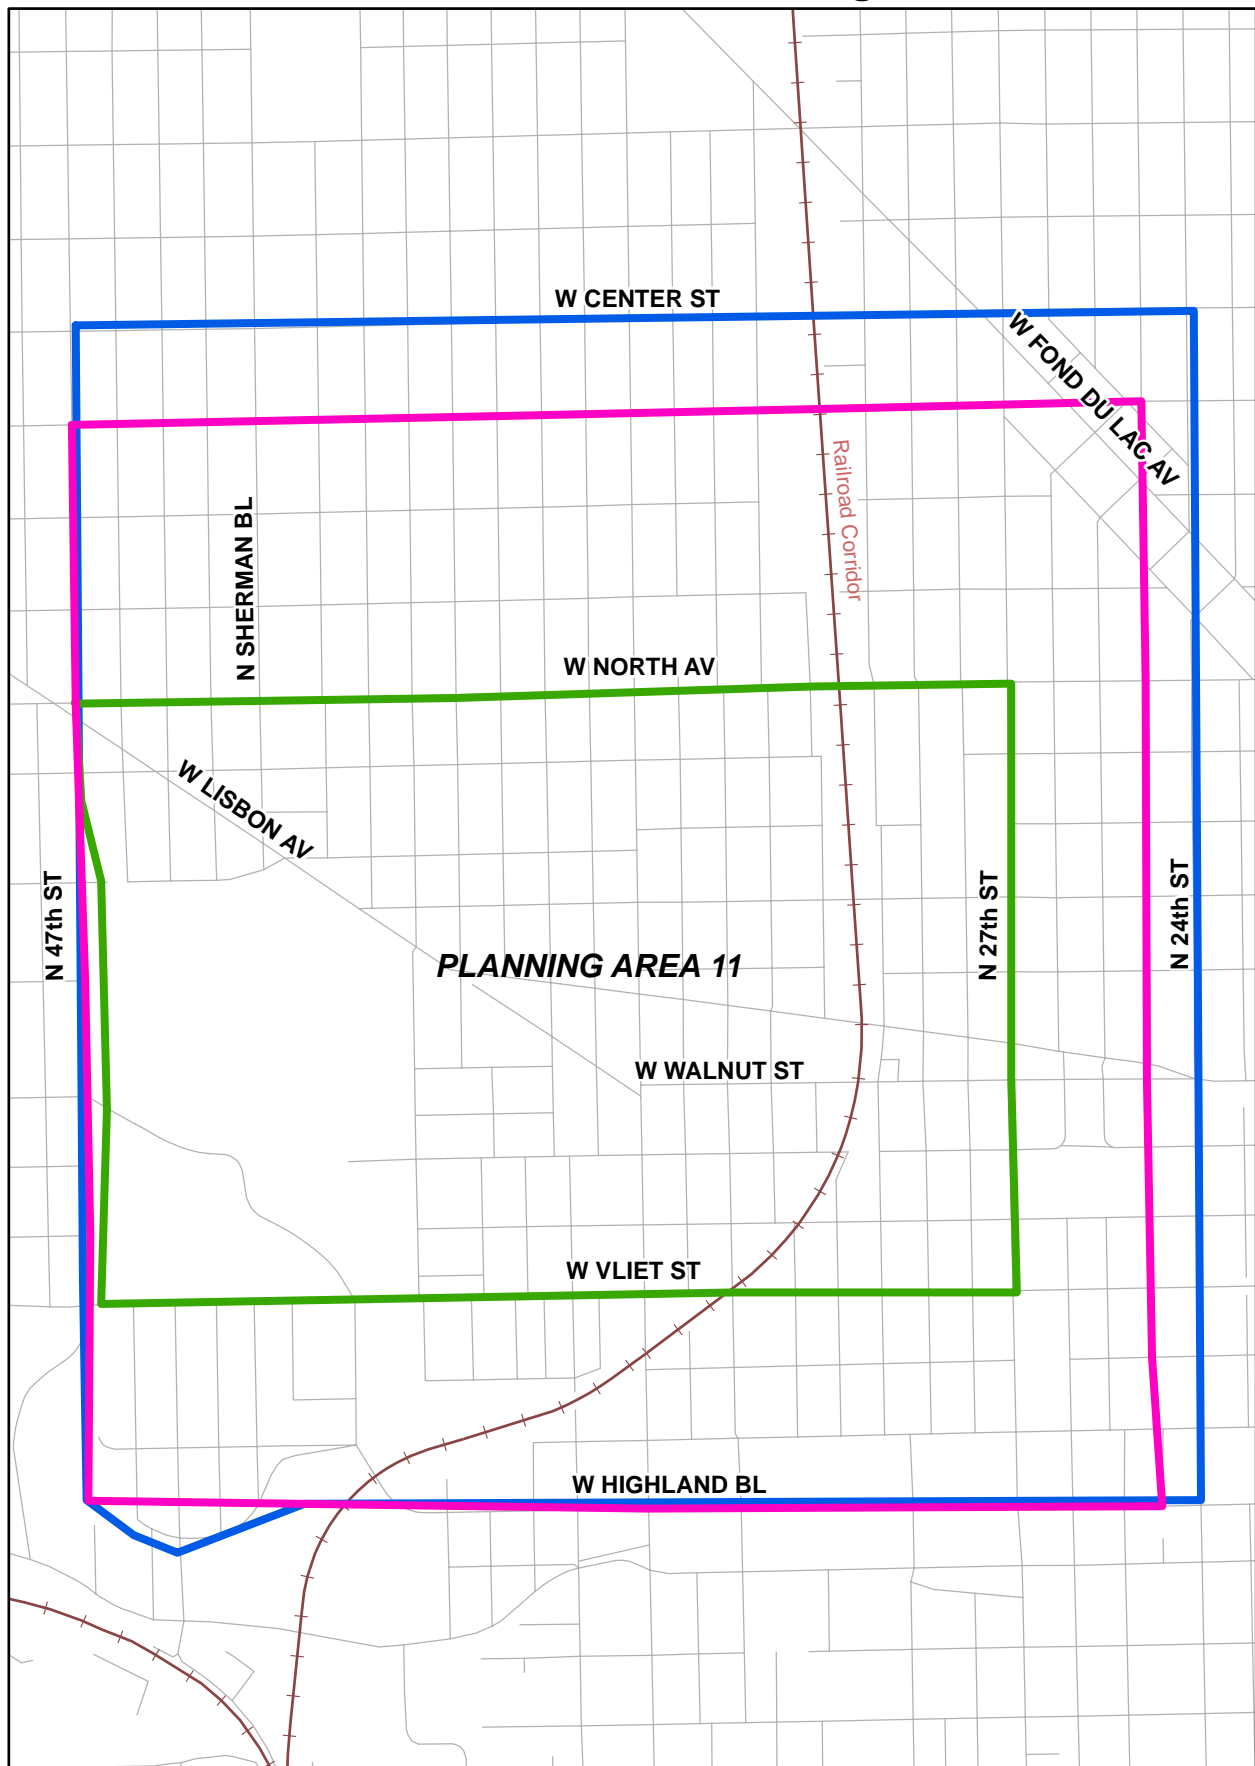 W CENTER ST
W FOND DU LAC AV
Railroad Corridor
N SHERMAN BL
W NORTH AV
W LISBON AV
N 47th ST
N 27th ST
N 24th ST
PLANNING AREA 11
W WALNUT ST
W VLIET ST
W HIGHLAND BL